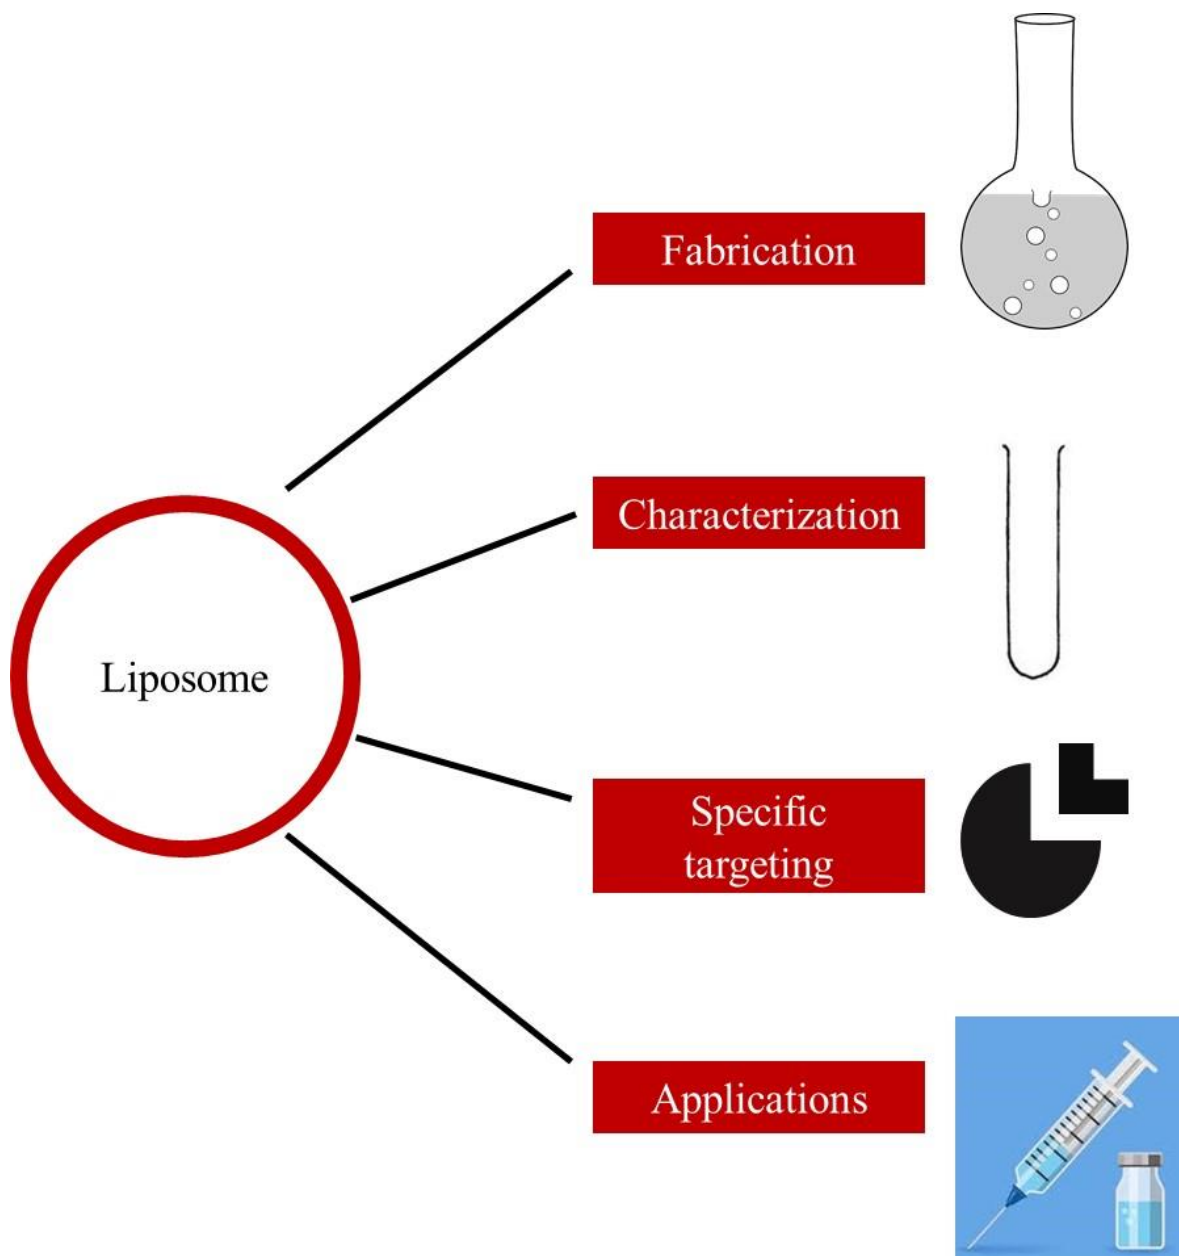 Fabrication
Characterization
Liposome
Specific
targeting
Applications